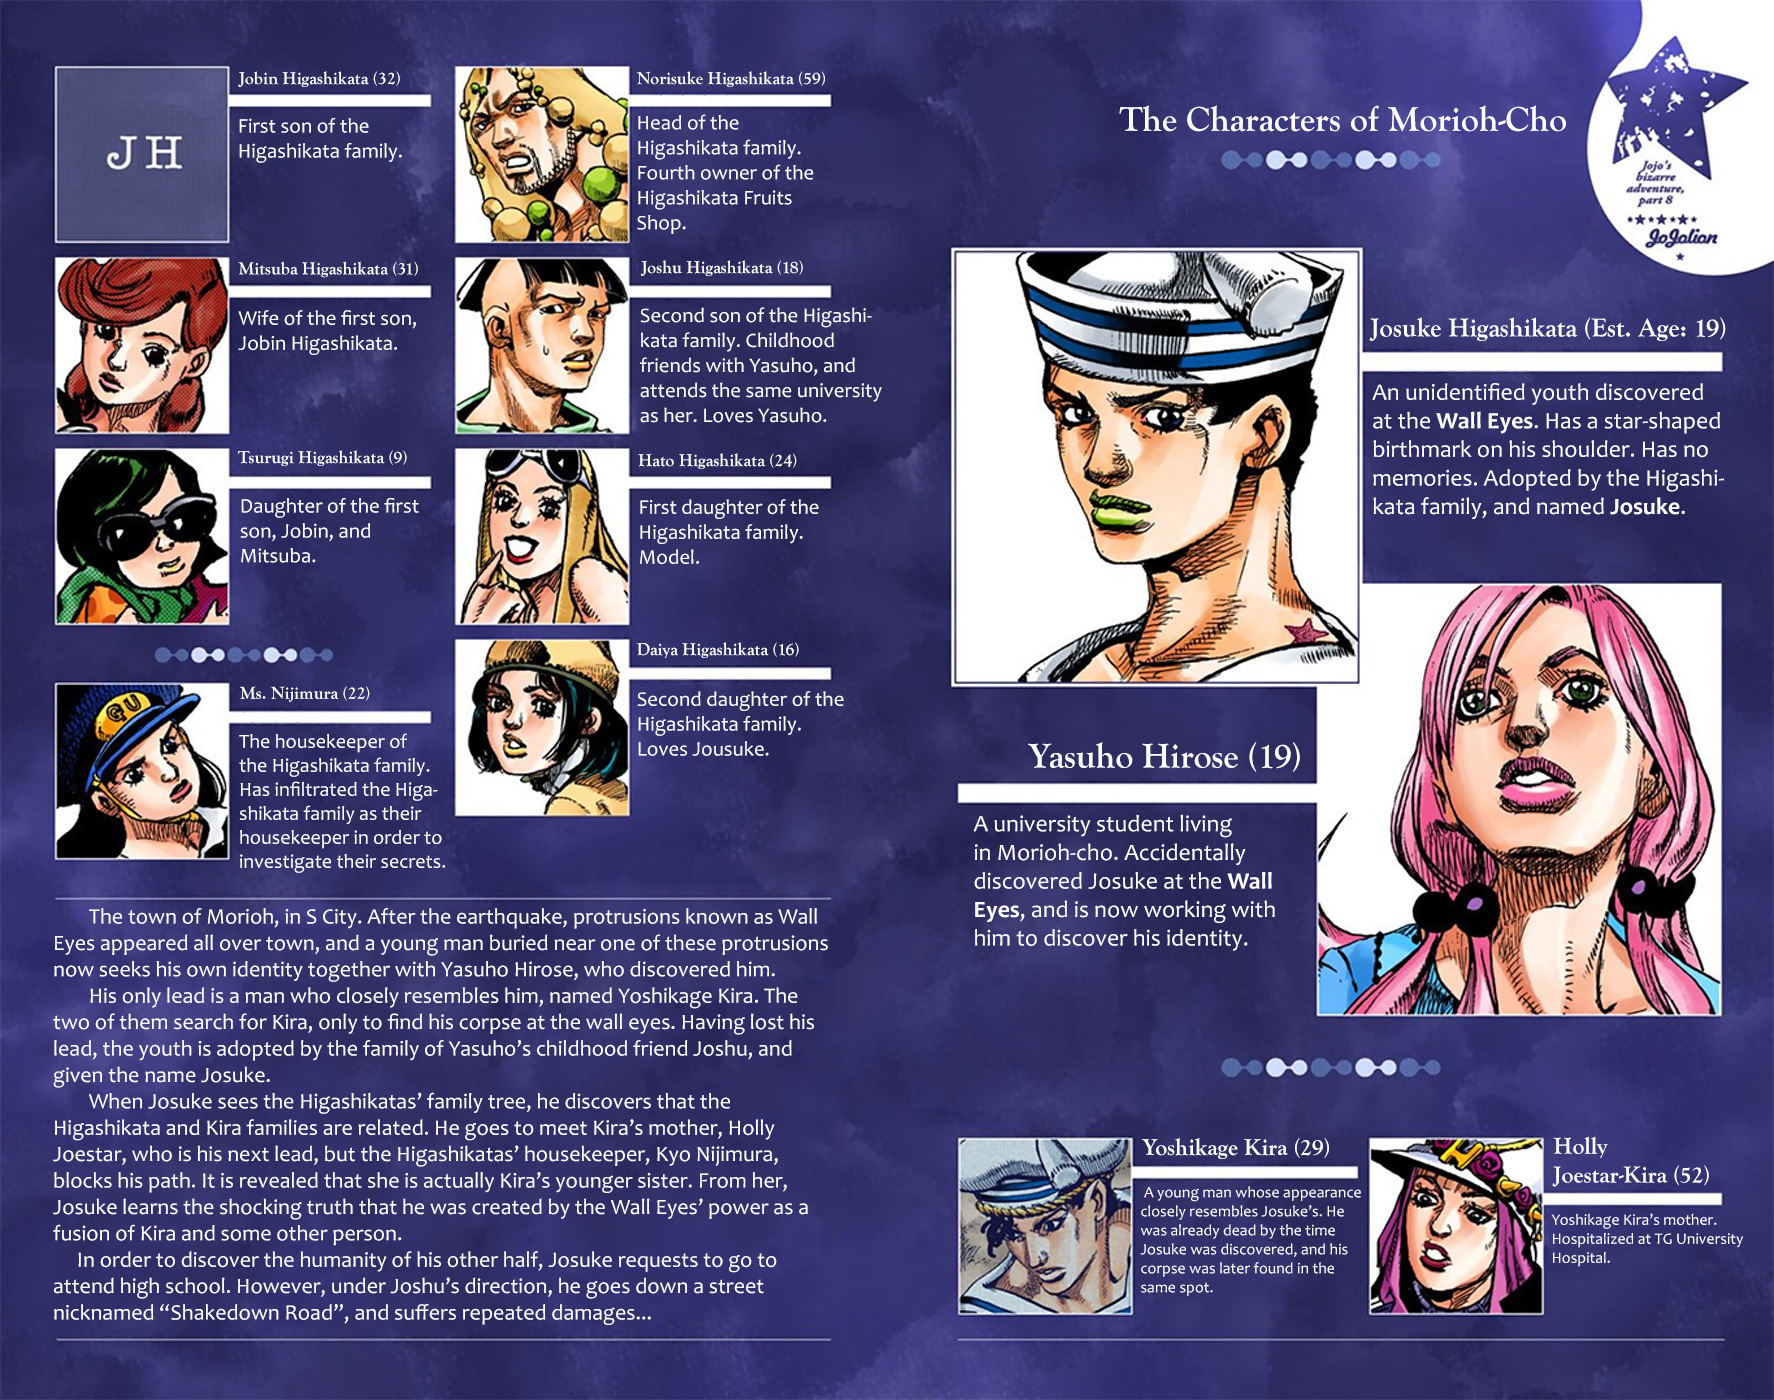 JH
Jobin Higashikata (32)
First son of the
Higashikata family.
Norisuke Higashikata (59)
Head of the
Higashikata family.
Fourth owner of the
Higashikata Fruits
Shop.
Mitsuba Higashikata (31)
Wife of the first son,
Jobin Higashikata.
Joshu Higashikata (18)
Second son of the Higashi-
kata family. Childhood
friends with Yasuho, and
attends the same university
as her. Loves Yasuho.
Tsurugi Higashikata (9)
Daughter of the first
son, Jobin, and
Mitsuba.
Hato Higashikata (24)
First daughter of the
Higashikata family.
Model.
GU
Ms. Nijimura (22)
The housekeeper of
the Higashikata family.
Has infiltrated the Higa-
shikata family as their
housekeeper in order to
investigate their secrets.
Daiya Higashikata (16)
Second daughter of the
Higashikata family.
Loves Jousuke.
The town of Morioh, in S City. After the earthquake, protrusions known as Wall
Eyes appeared all over town, and a young man buried near one of these protrusions
now seeks his own identity together with Yasuho Hirose, who discovered him.
His only lead is a man who closely resembles him, named Yoshikage Kira. The
two of them search for Kira, only to find his corpse at the wall eyes. Having lost his
lead, the youth is adopted by the family of Yasuho's childhood friend Joshu, and
given the name Josuke.
When Josuke sees the Higashikatas' family tree, he discovers that the
Higashikata and Kira families are related. He goes to meet Kira's mother, Holly
Joestar, who is his next lead, but the Higashikatas' housekeeper, Kyo Nijimura,
blocks his path. It is revealed that she is actually Kira's younger sister. From her,
Josuke learns the shocking truth that he was created by the Wall Eyes' power as a
fusion of Kira and some other person.
In order to discover the humanity of his other half, Josuke requests to go to
attend high school. However, under Joshu's direction, he goes down a street
nicknamed “Shakedown Road”, and suffers repeated damages...
The Characters of Morioh-Cho
Jojo's
bizarre
adventure,
part 8
JoJolion
Josuke Higashikata (Est. Age: 19)
An unidentified youth discovered
at the Wall Eyes. Has a star-shaped
birthmark on his shoulder. Has no
memories. Adopted by the Higashi-
kata family, and named Josuke.
Yasuho Hirose (19)
A university student living
in Morioh-cho. Accidentally
discovered Josuke at the Wall
Eyes, and is now working with
him to discover his identity.
Yoshikage Kira (29)
A young man whose appearance
closely resembles Josuke's. He
was already dead by the time
Josuke was discovered, and his
corpse was later found in the
same spot.
Holly
Joestar-Kira (52)
Yoshikage Kira's mother.
Hospitalized at TG University
Hospital.